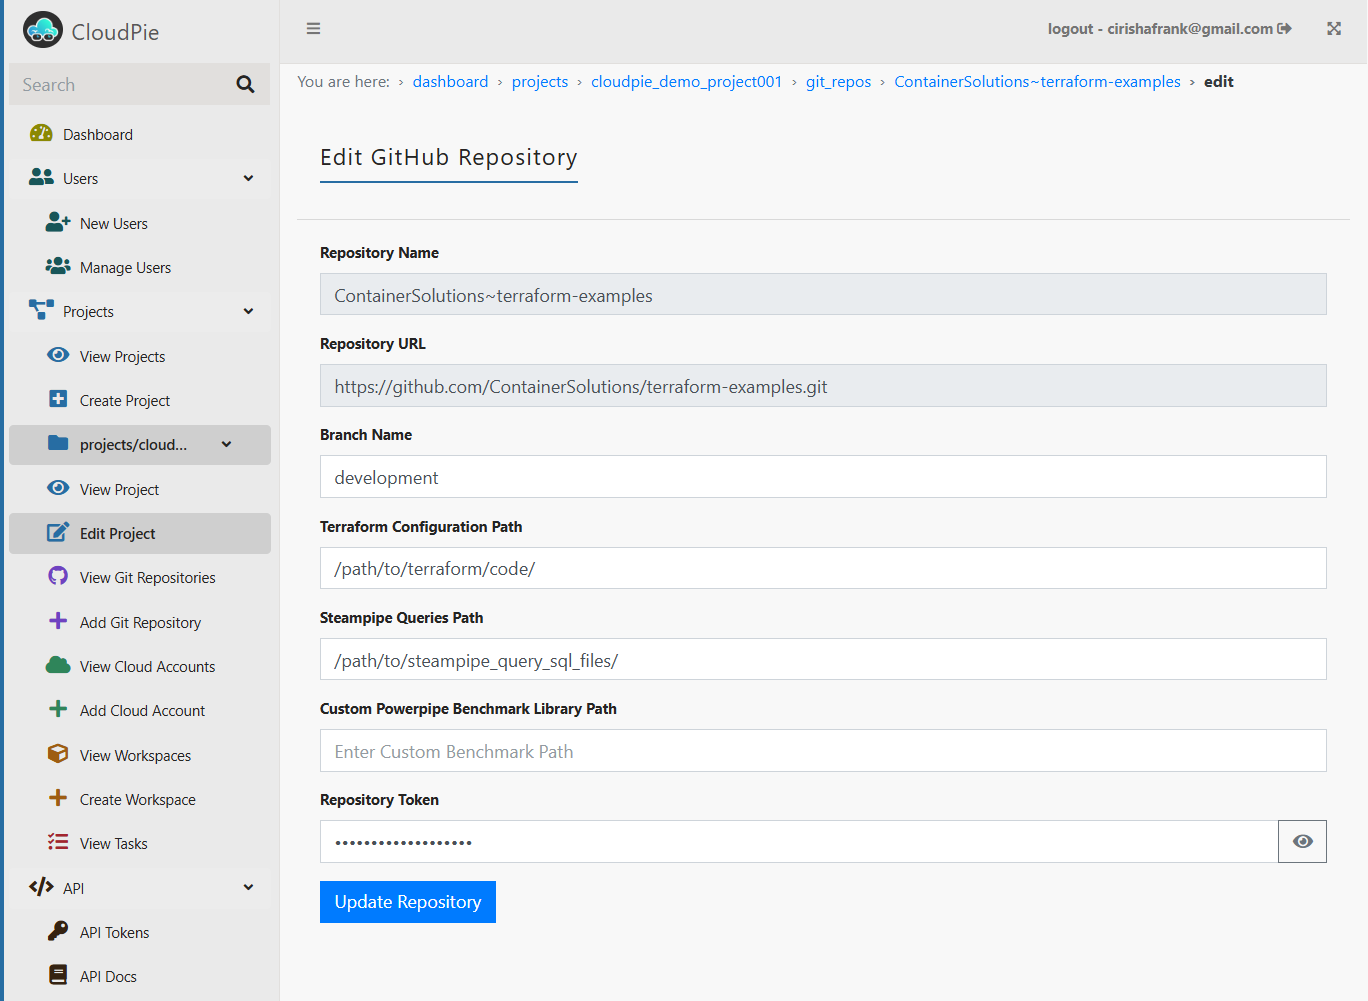 CloudPie
logout - cirishafrank@gmail.com
Search
You are here: › dashboard › projects › cloudpie_demo_project001 › git_repos › ContainerSolutions~terraform-examples › edit
Dashboard
Users
New Users
Manage Users
Projects
View Projects
Create Project
projects/cloud...
View Project
Edit Project
View Git Repositories
Add Git Repository
View Cloud Accounts
Add Cloud Account
View Workspaces
Create Workspace
View Tasks
API
API Tokens
API Docs
Edit GitHub Repository
Repository Name
ContainerSolutions~terraform-examples
Repository URL
https://github.com/ContainerSolutions/terraform-examples.git
Branch Name
development
Terraform Configuration Path
/path/to/terraform/code/
Steampipe Queries Path
/path/to/steampipe_query_sql_files/
Custom Powerpipe Benchmark Library Path
Enter Custom Benchmark Path
Repository Token
•••••••••••••••••••
Update Repository